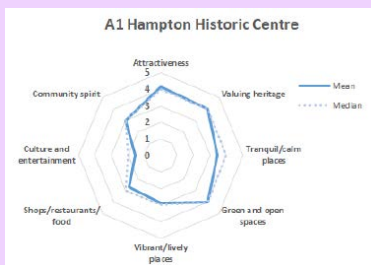 A1 Hampton Historic Centre
Attractiveness
5
4
3
2
1
0
Community spirit
Valuing heritage
Mean
Median
Culture and
entertainment
Tranquil/calm
places
Shops/restaurants/
food
Green and open
spaces
Vibrant/lively
places